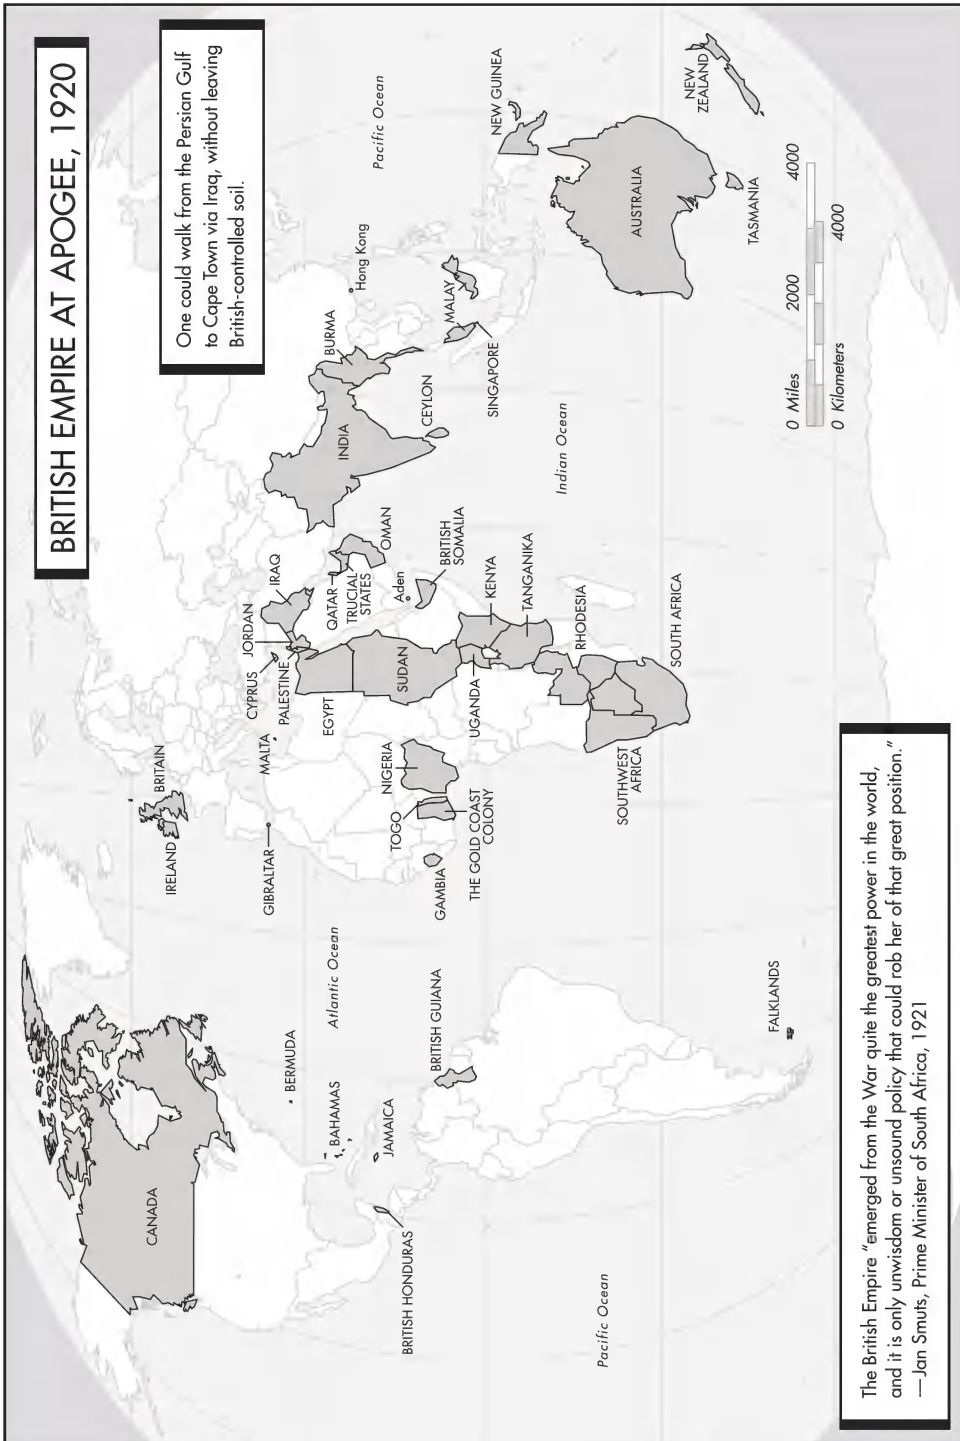 BRITISH EMPIRE AT APOGEE, 1920
One could walk from the Persian Gulf
to Cape Town via Iraq, without leaving
British-controlled soil.
CANADA
BERMUDA
BAHAMAS
JAMAICA
BRITISH HONDURAS
BRITISH GUIANA
FALKLANDS
Atlantic Ocean
Pacific Ocean
IRELAND
BRITAIN
GIBRALTAR
MALTA
CYPRUS
PALESTINE
JORDAN
IRAQ
EGYPT
QATAR
TRUCIAL
STATES
OMAN
Aden
SUDAN
BRITISH
SOMALIA
NIGERIA
TOGO
GAMBIA
THE GOLD COAST
COLONY
UGANDA
KENYA
TANGANIKA
RHODESIA
SOUTHWEST
AFRICA
SOUTH AFRICA
INDIA
BURMA
CEYLON
Hong Kong
MALAY
SINGAPORE
Indian Ocean
Pacific Ocean
NEW GUINEA
AUSTRALIA
TASMANIA
NEW
ZEALAND
0 Miles 2000 4000
0 Kilometers 4000
The British Empire "emerged from the War quite the greatest power in the world,
and it is only unwisdom or unsound policy that could rob her of that great position."
—Jan Smuts, Prime Minister of South Africa, 1921